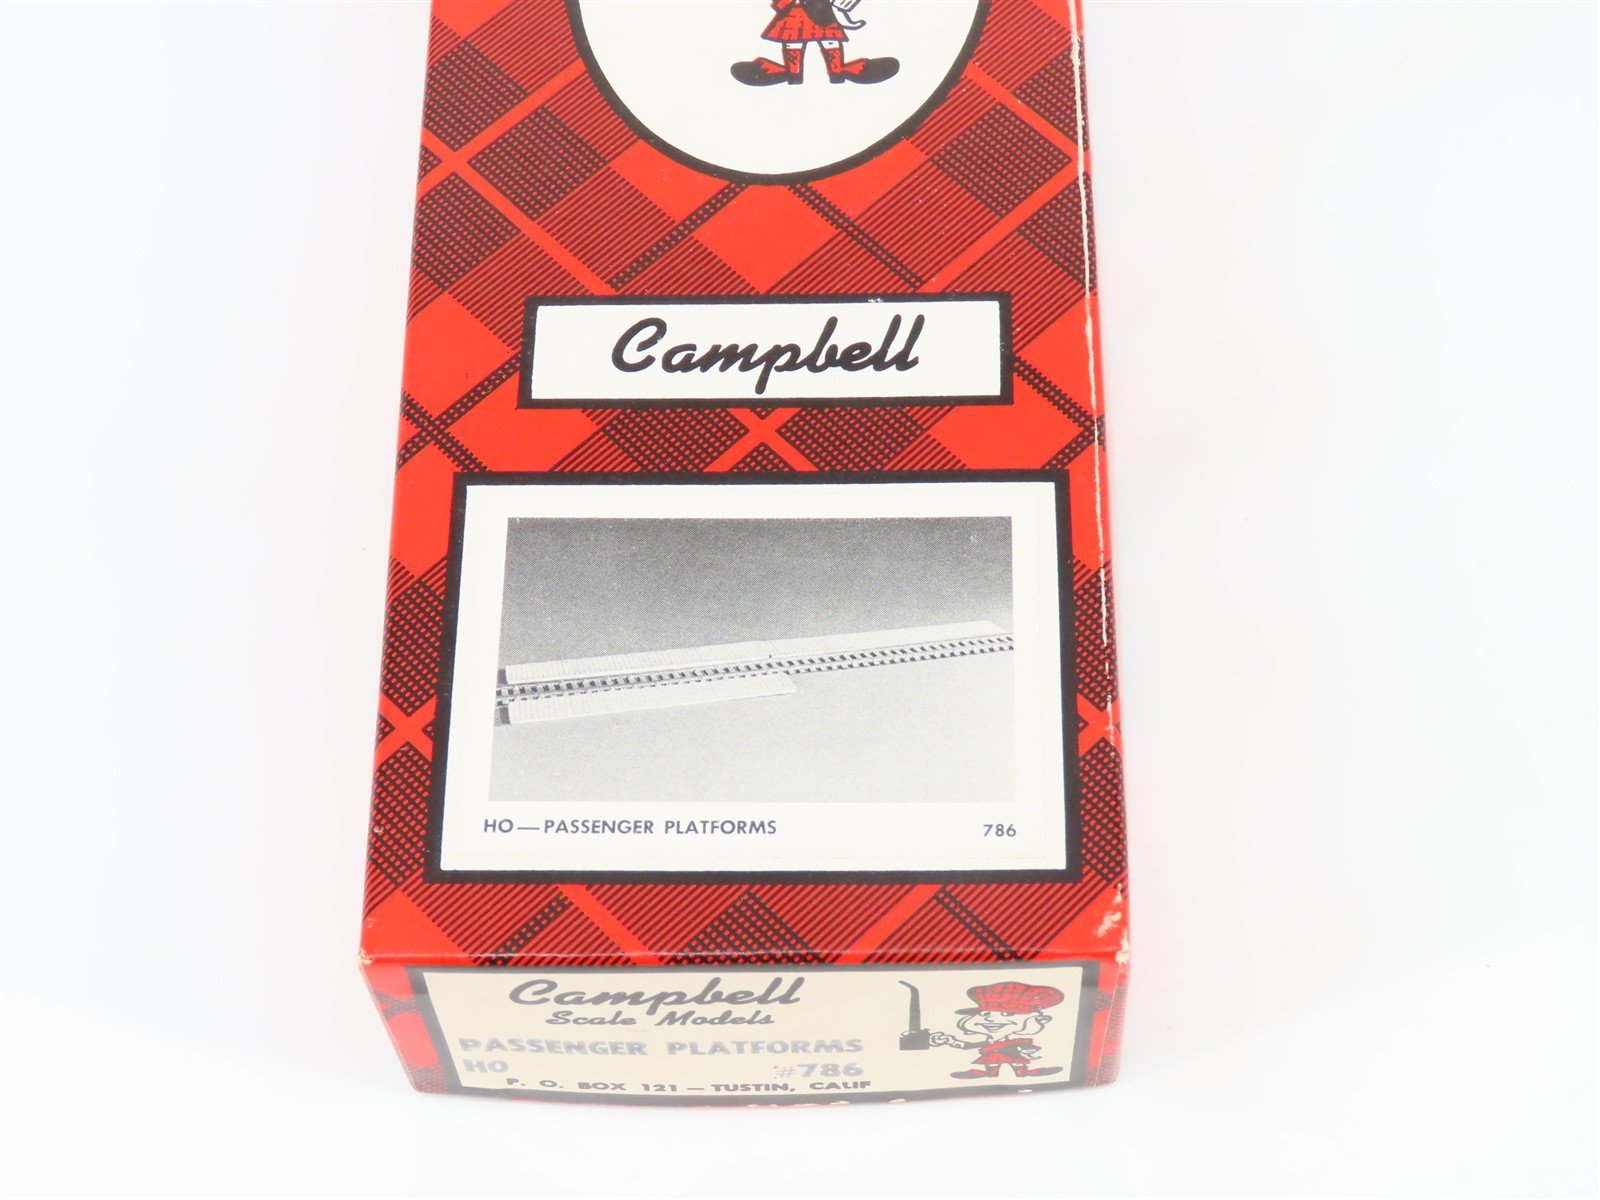 Campbell
HO—PASSENGER PLATFORMS 786
Campbell
Scale Models
PASSENGER PLATFORMS
HO #786
P. O. BOX 121 — TUSTIN, CALIF